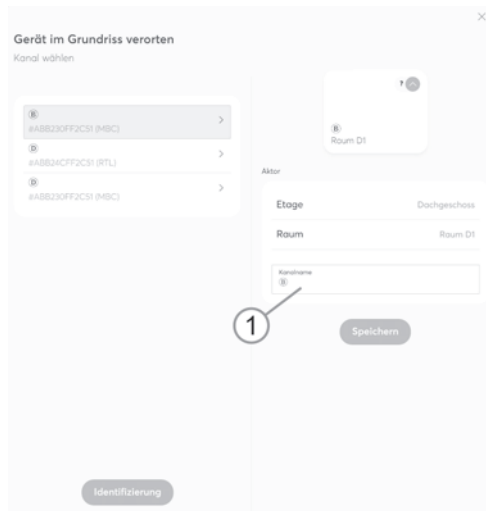 Gerät im Grundriss verorten
Kanal wählen
B
#ABB230FF2C51 (MBC)
D
#ABB24CFF2C51 (RTL)
D
#ABB230FF2C51 (MBC)
?
B
Raum D1
Aktor
Etage Dachgeschoss
Raum Raum D1
Kanalname
B
1
Speichern
Identifizierung